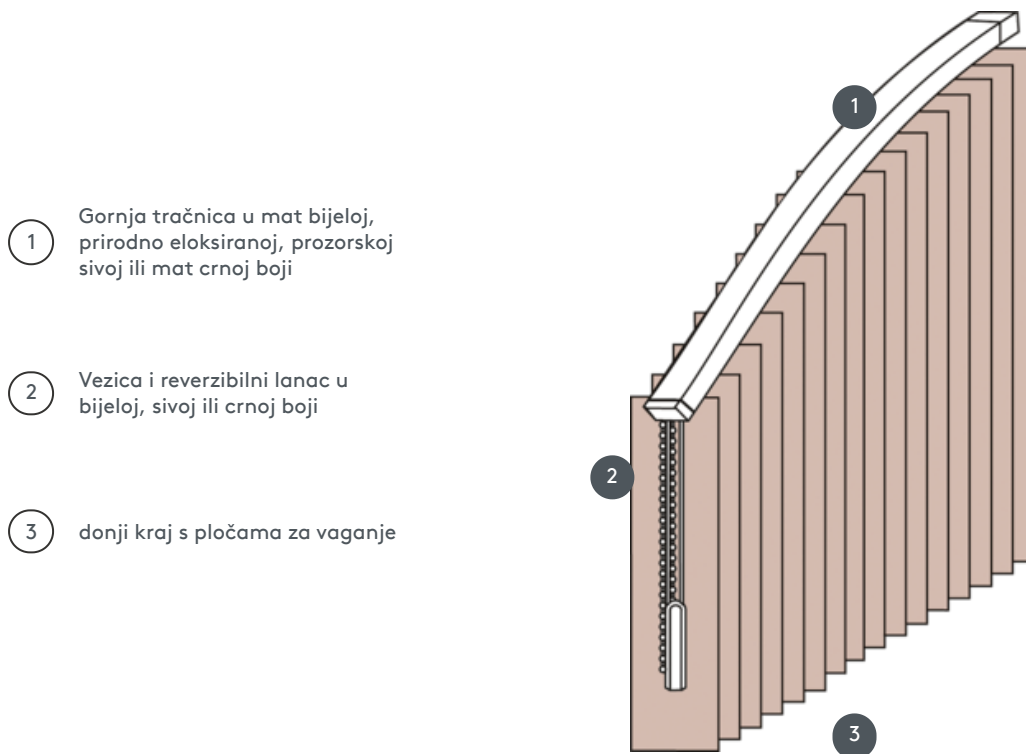 1
Gornja tračnica u mat bijeloj,
prirodno eloksiranoj, prozorskoj
sivoj ili mat crnoj boji
2
Vezica i reverzibilni lanac u
bijeloj, sivoj ili crnoj boji
3
donji kraj s pločama za vaganje
1
2
3